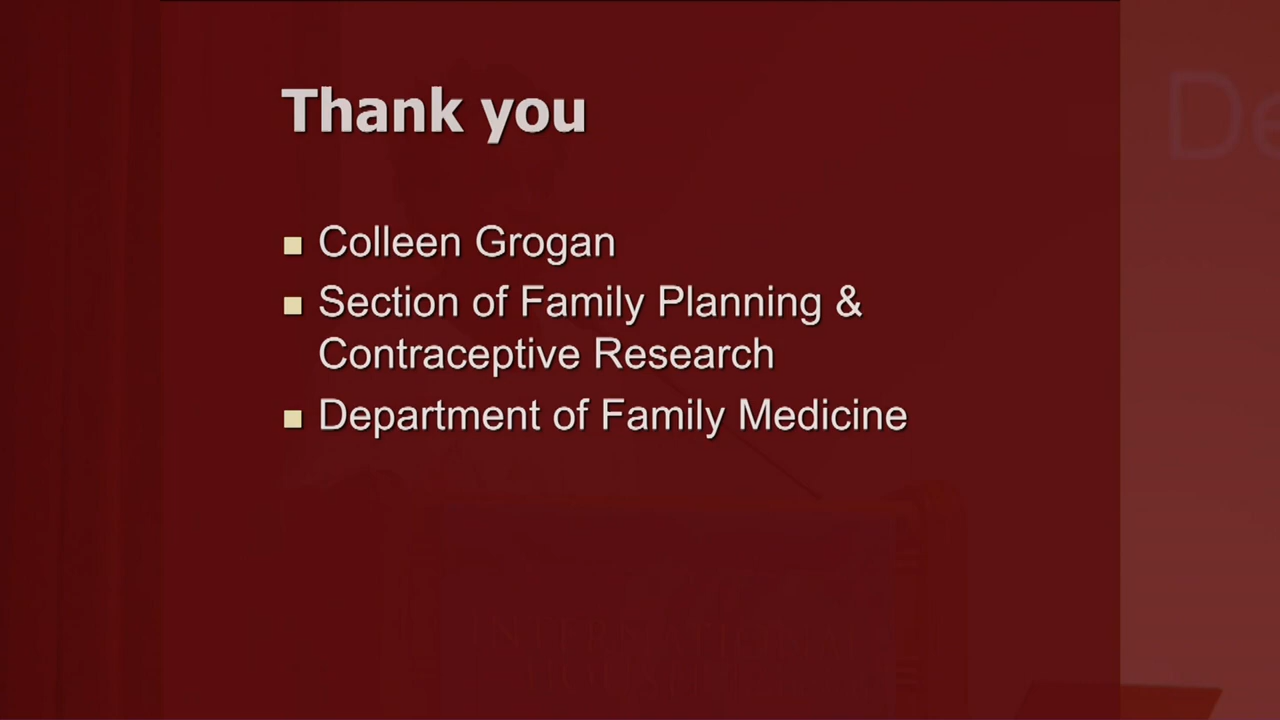 Thank you
Colleen Grogan
Section of Family Planning &
Contraceptive Research
Department of Family Medicine